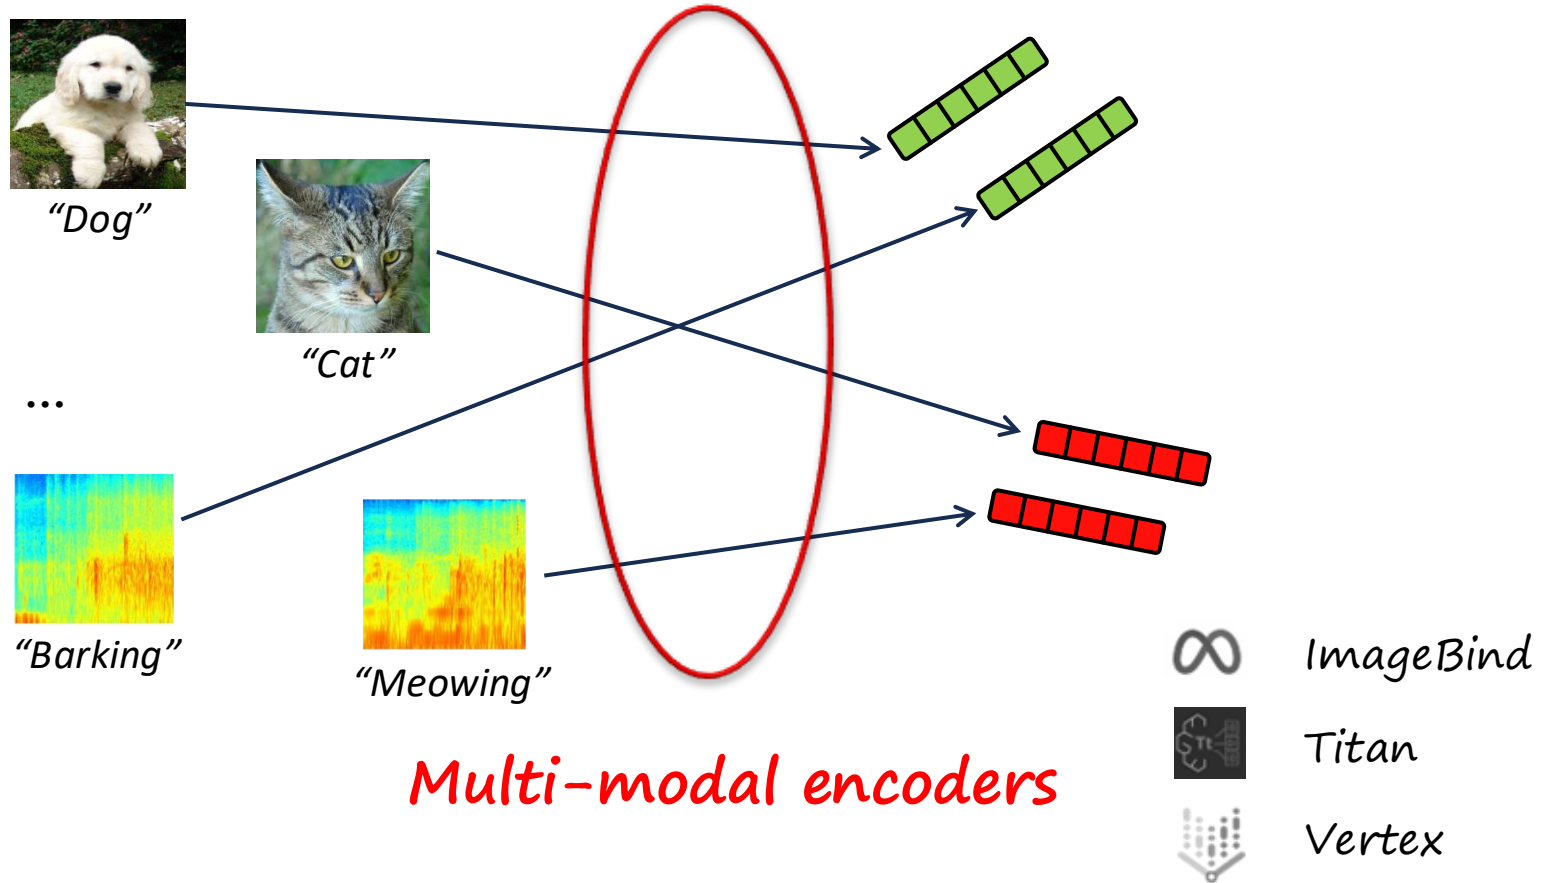 “Dog”
“Cat”
...
“Barking”
“Meowing”
Multi-modal encoders
ImageBind
Titan
Vertex